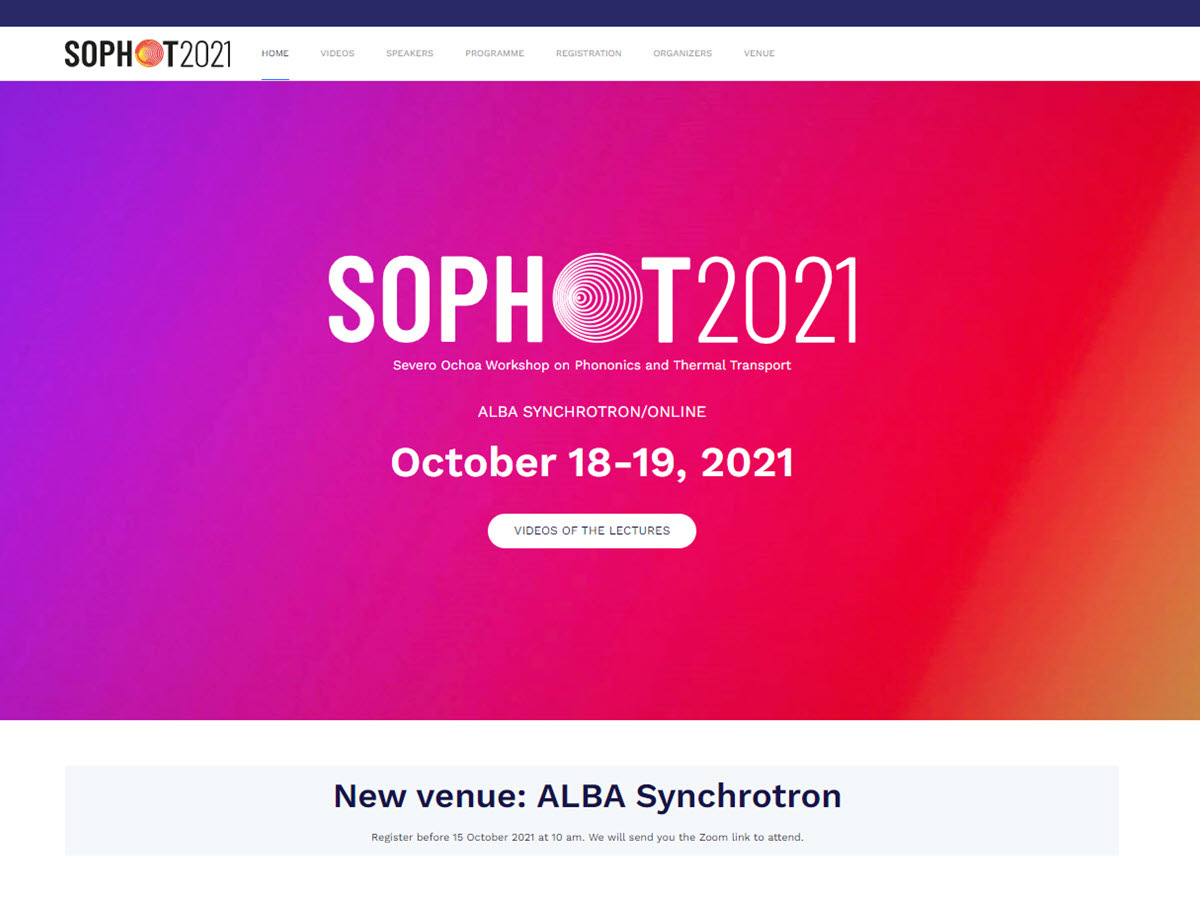 SOPHOT2021
HOME VIDEOS SPEAKERS PROGRAMME REGISTRATION ORGANIZERS VENUE
SOPHOT2021
Severo Ochoa Workshop on Phononics and Thermal Transport
ALBA SYNCHROTRON/ONLINE
October 18-19, 2021
VIDEOS OF THE LECTURES
New venue: ALBA Synchrotron
Register before 15 October 2021 at 10 am. We will send you the Zoom link to attend.